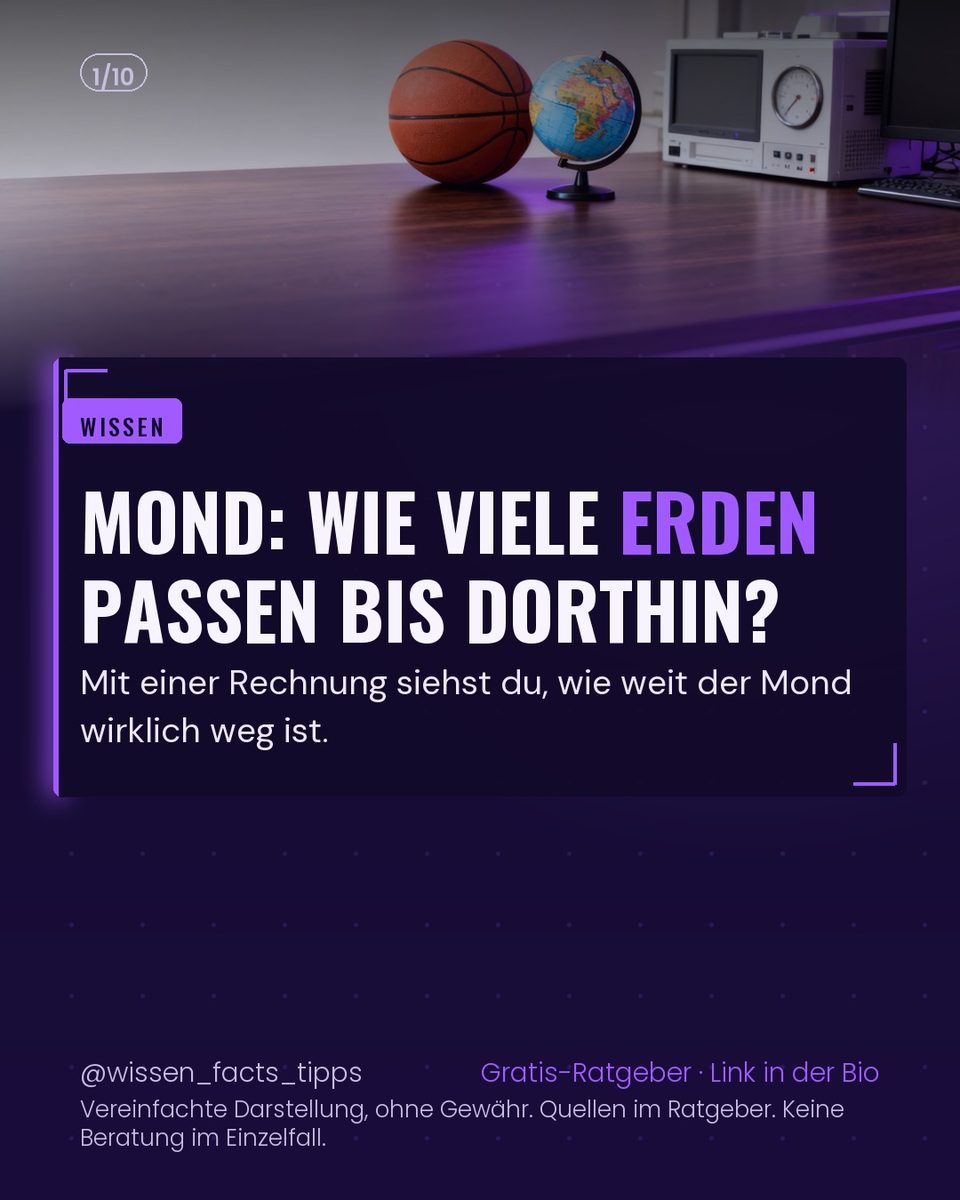 1/10
WISSEN
MOND: WIE VIELE ERDEN
PASSEN BIS DORTHIN?
Mit einer Rechnung siehst du, wie weit der Mond
wirklich weg ist.
@wissen_facts_tipps
Gratis-Ratgeber · Link in der Bio
Vereinfachte Darstellung, ohne Gewähr. Quellen im Ratgeber. Keine
Beratung im Einzelfall.